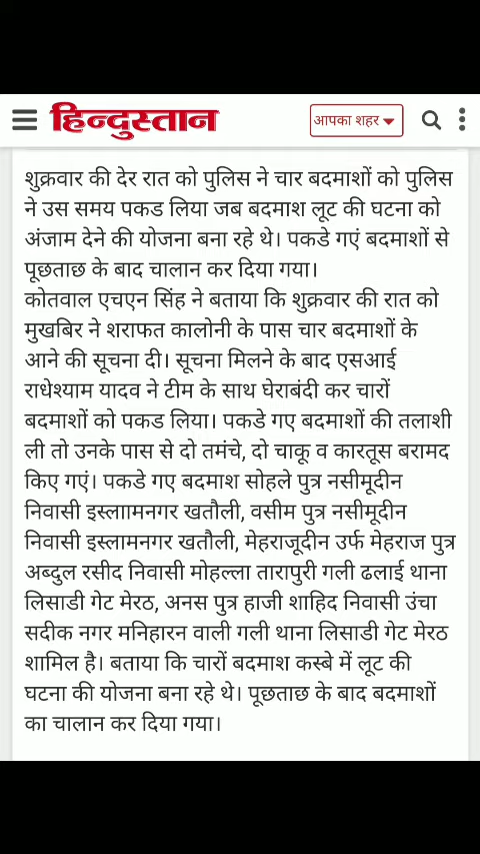 हिन्दुस्तान
आपका शहर
शुक्रवार की देर रात को पुलिस ने चार बदमाशों को पुलिस
ने उस समय पकड लिया जब बदमाश लूट की घटना को
अंजाम देने की योजना बना रहे थे। पकडे गएं बदमाशों से
पूछताछ के बाद चालान कर दिया गया।
कोतवाल एचएन सिंह ने बताया कि शुक्रवार की रात को
मुखबिर ने शराफत कालोनी के पास चार बदमाशों के
आने की सूचना दी। सूचना मिलने के बाद एसआई
राधेश्याम यादव ने टीम के साथ घेराबंदी कर चारों
बदमाशों को पकड लिया। पकडे गए बदमाशों की तलाशी
ली तो उनके पास से दो तमंचे, दो चाकू व कारतूस बरामद
किए गएं। पकडे गए बदमाश सोहले पुत्र नसीमूदीन
निवासी इस्लाामनगर खतौली, वसीम पुत्र नसीमूदीन
निवासी इस्लामनगर खतौली, मेहराजूदीन उर्फ मेहराज पुत्र
अब्दुल रसीद निवासी मोहल्ला तारापुरी गली ढलाई थाना
लिसाडी गेट मेरठ, अनस पुत्र हाजी शाहिद निवासी उंचा
सदीक नगर मनिहारन वाली गली थाना लिसाडी गेट मेरठ
शामिल है। बताया कि चारों बदमाश कस्बे में लूट की
घटना की योजना बना रहे थे। पूछताछ के बाद बदमाशों
का चालान कर दिया गया।